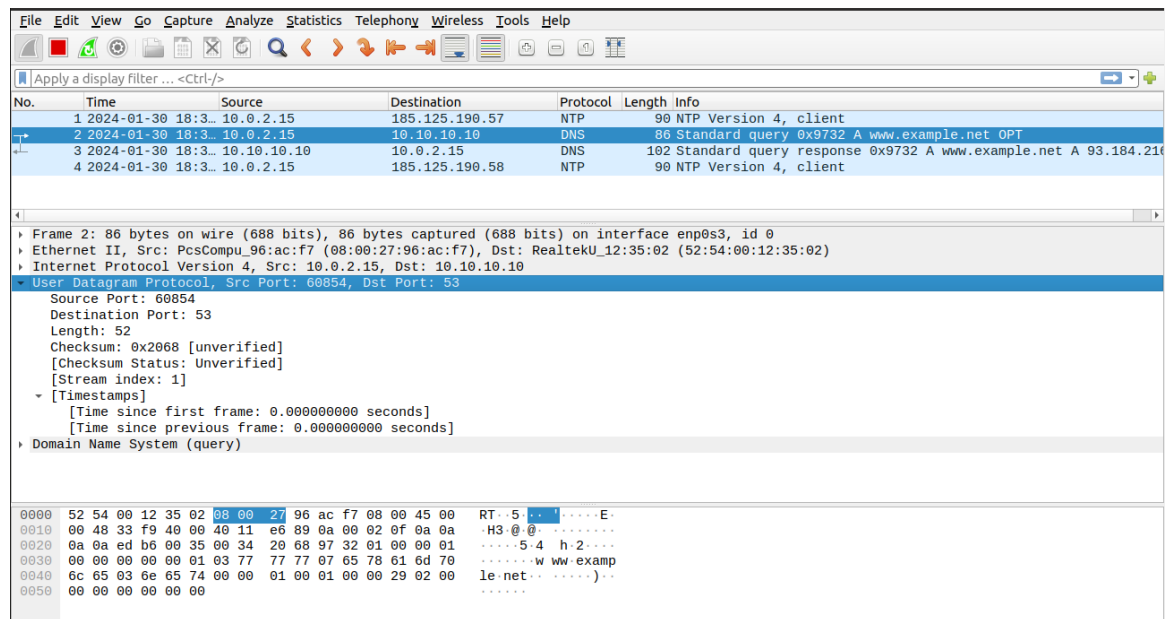 File Edit View Go Capture Analyze Statistics Telephony Wireless Tools Help
Apply a display filter … <Ctrl-/>
No. Time Source Destination Protocol Length Info
1 2024-01-30 18:3… 10.0.2.15 185.125.190.57 NTP 90 NTP Version 4, client
2 2024-01-30 18:3… 10.0.2.15 10.10.10.10 DNS 86 Standard query 0x9732 A www.example.net OPT
3 2024-01-30 18:3… 10.10.10.10 10.0.2.15 DNS 102 Standard query response 0x9732 A www.example.net A 93.184.216
4 2024-01-30 18:3… 10.0.2.15 185.125.190.58 NTP 90 NTP Version 4, client
Frame 2: 86 bytes on wire (688 bits), 86 bytes captured (688 bits) on interface enp0s3, id 0
Ethernet II, Src: PcsCompu_96:ac:f7 (08:00:27:96:ac:f7), Dst: RealtekU_12:35:02 (52:54:00:12:35:02)
Internet Protocol Version 4, Src: 10.0.2.15, Dst: 10.10.10.10
User Datagram Protocol, Src Port: 60854, Dst Port: 53
Source Port: 60854
Destination Port: 53
Length: 52
Checksum: 0x2068 [unverified]
[Checksum Status: Unverified]
[Stream index: 1]
[Timestamps]
[Time since first frame: 0.000000000 seconds]
[Time since previous frame: 0.000000000 seconds]
Domain Name System (query)
0000 52 54 00 12 35 02 08 00 27 96 ac f7 08 00 45 00 RT··5···'·····E·
0010 00 48 33 f9 40 00 40 11 e6 89 0a 00 02 0f 0a 0a ·H3·@·@· ········
0020 0a 0a ed b6 00 35 00 34 20 68 97 32 01 00 00 01 ·····5·4 h·2····
0030 00 00 00 00 00 01 03 77 77 77 07 65 78 61 6d 70 ·······w ww·examp
0040 6c 65 03 6e 65 74 00 00 01 00 01 00 00 29 02 00 le·net·· ·····)··
0050 00 00 00 00 00 00 ······